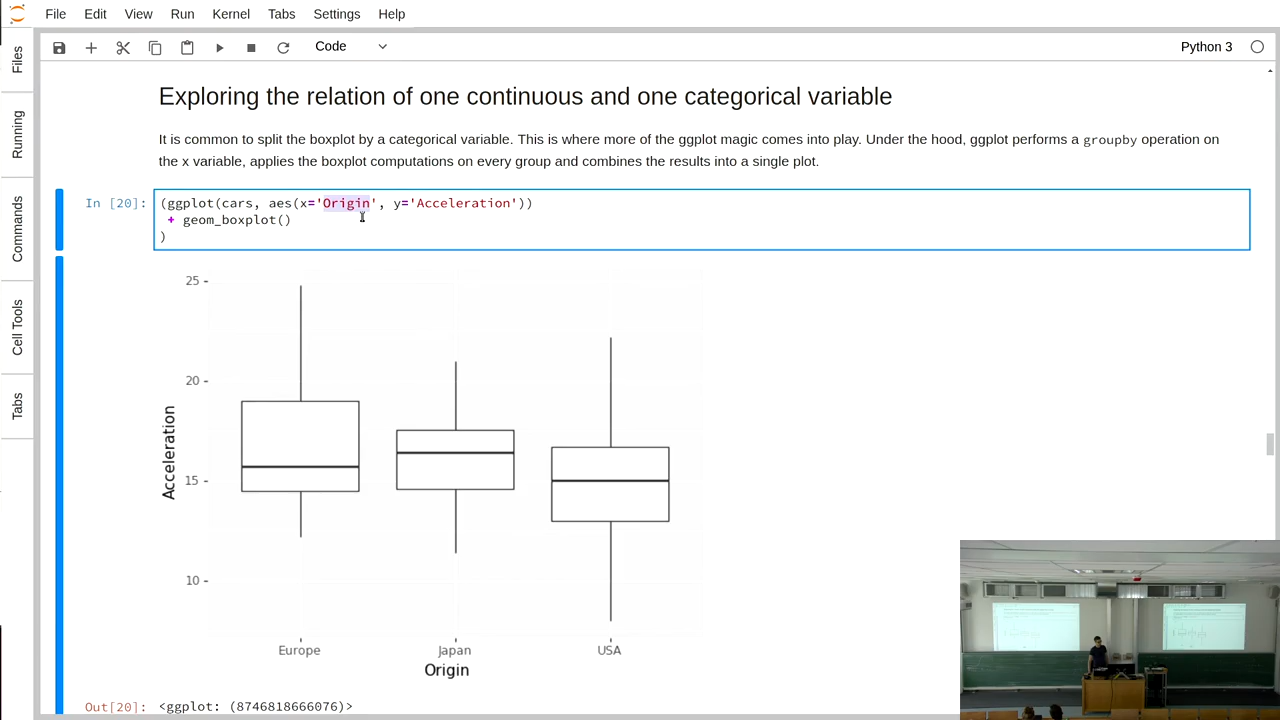 File Edit View Run Kernel Tabs Settings Help
Code
Python 3
Files
Running
Commands
Cell Tools
Tabs
Exploring the relation of one continuous and one categorical variable
It is common to split the boxplot by a categorical variable. This is where more of the ggplot magic comes into play. Under the hood, ggplot performs a groupby operation on
the x variable, applies the boxplot computations on every group and combines the results into a single plot.
In [20]: (ggplot(cars, aes(x='Origin', y='Acceleration'))
+ geom_boxplot()
)
25
20
15
10
Acceleration
Europe Japan USA
Origin
Out[20]: <ggplot: (8746818666076)>